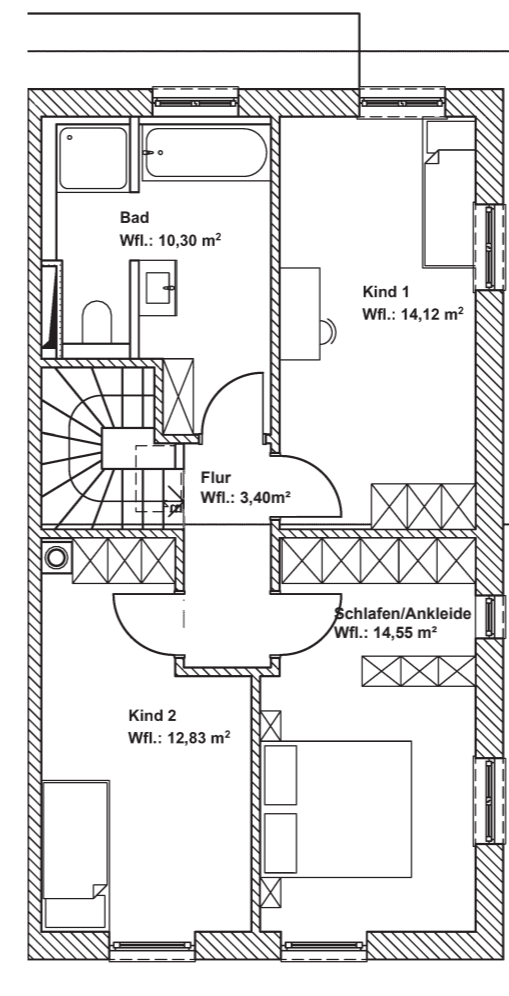 Bad
Wfl.: 10,30 m²
Kind 1
Wfl.: 14,12 m²
Flur
Wfl.: 3,40m²
Schlafen/Ankleide
Wfl.: 14,55 m²
Kind 2
Wfl.: 12,83 m²